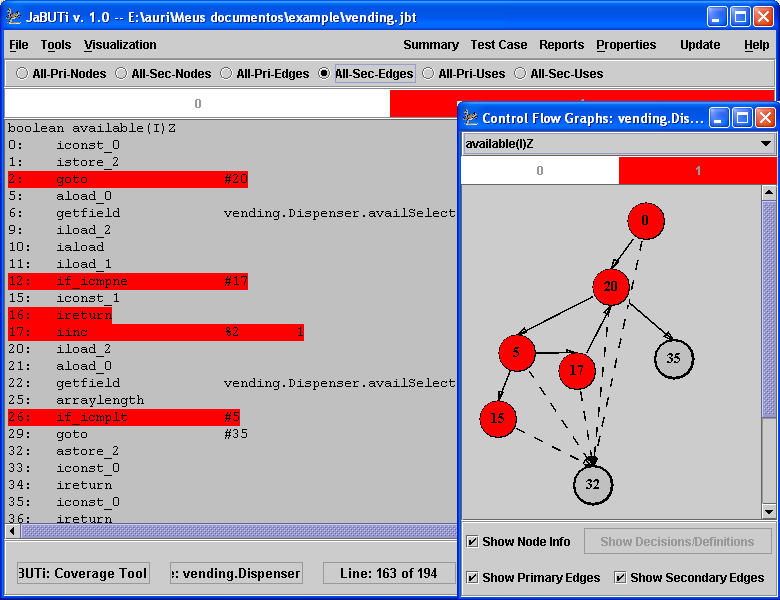 JaBUTi v. 1.0 -- E:\auri\Meus documentos\example\vending.jbt
File Tools Visualization Summary Test Case Reports Properties Update Help
All-Pri-Nodes All-Sec-Nodes All-Pri-Edges All-Sec-Edges All-Pri-Uses All-Sec-Uses
0
boolean available(I)Z
0: iconst_0
1: istore_2
2: goto #20
5: aload_0
6: getfield vending.Dispenser.availSelect
9: iload_2
10: iaload
11: iload_1
12: if_icmpne #17
15: iconst_1
16: ireturn
17: iinc %2 1
20: iload_2
21: aload_0
22: getfield vending.Dispenser.availSelect
25: arraylength
26: if_icmplt #5
29: goto #35
32: astore_2
33: iconst_0
34: ireturn
35: iconst_0
36: ireturn
BUTi: Coverage Tool
e: vending.Dispenser
Line: 163 of 194
Control Flow Graphs: vending.Dis...
available(I)Z
0 1
0
20
5
17
35
15
32
Show Node Info Show Decisions/Definitions
Show Primary Edges Show Secondary Edges